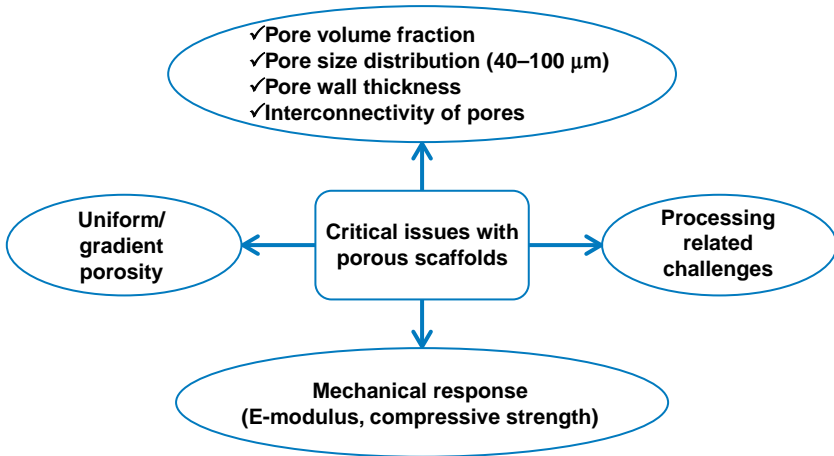 ✓Pore volume fraction
✓Pore size distribution (40–100 μm)
✓Pore wall thickness
✓Interconnectivity of pores
Uniform/
gradient
porosity
Critical issues with
porous scaffolds
Processing
related
challenges
Mechanical response
(E-modulus, compressive strength)